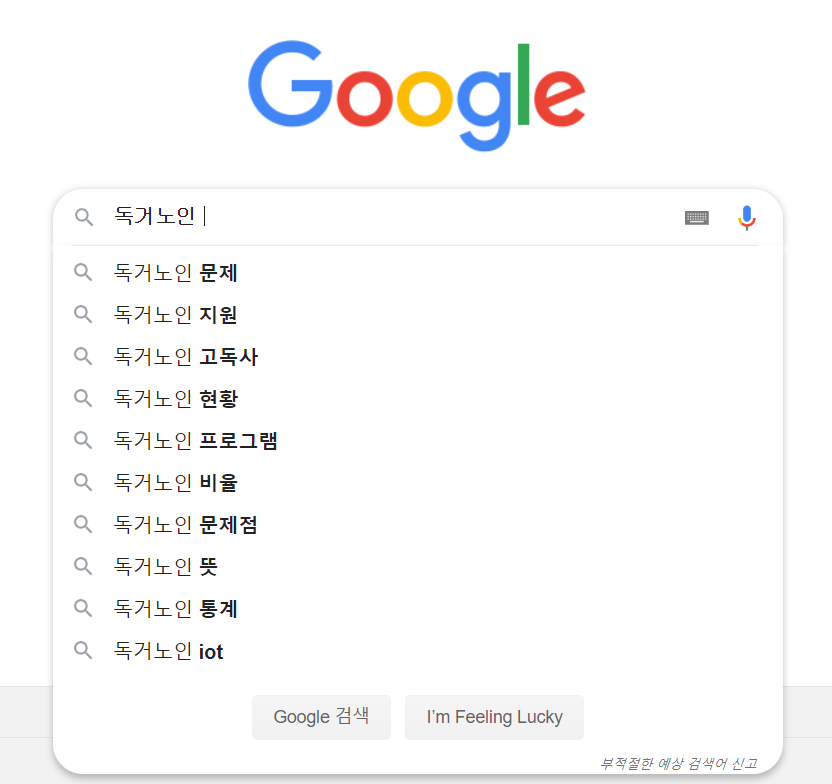 Google
독거노인
독거노인 문제
독거노인 지원
독거노인 고독사
독거노인 현황
독거노인 프로그램
독거노인 비율
독거노인 문제점
독거노인 뜻
독거노인 통계
독거노인 iot
Google 검색 I'm Feeling Lucky
부적절한 예상 검색어 신고